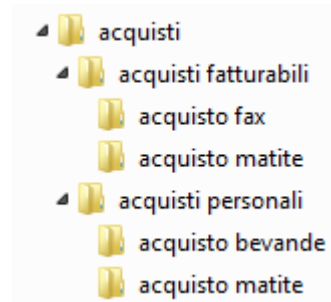 acquisti
acquisti fatturabili
acquisto fax
acquisto matite
acquisti personali
acquisto bevande
acquisto matite